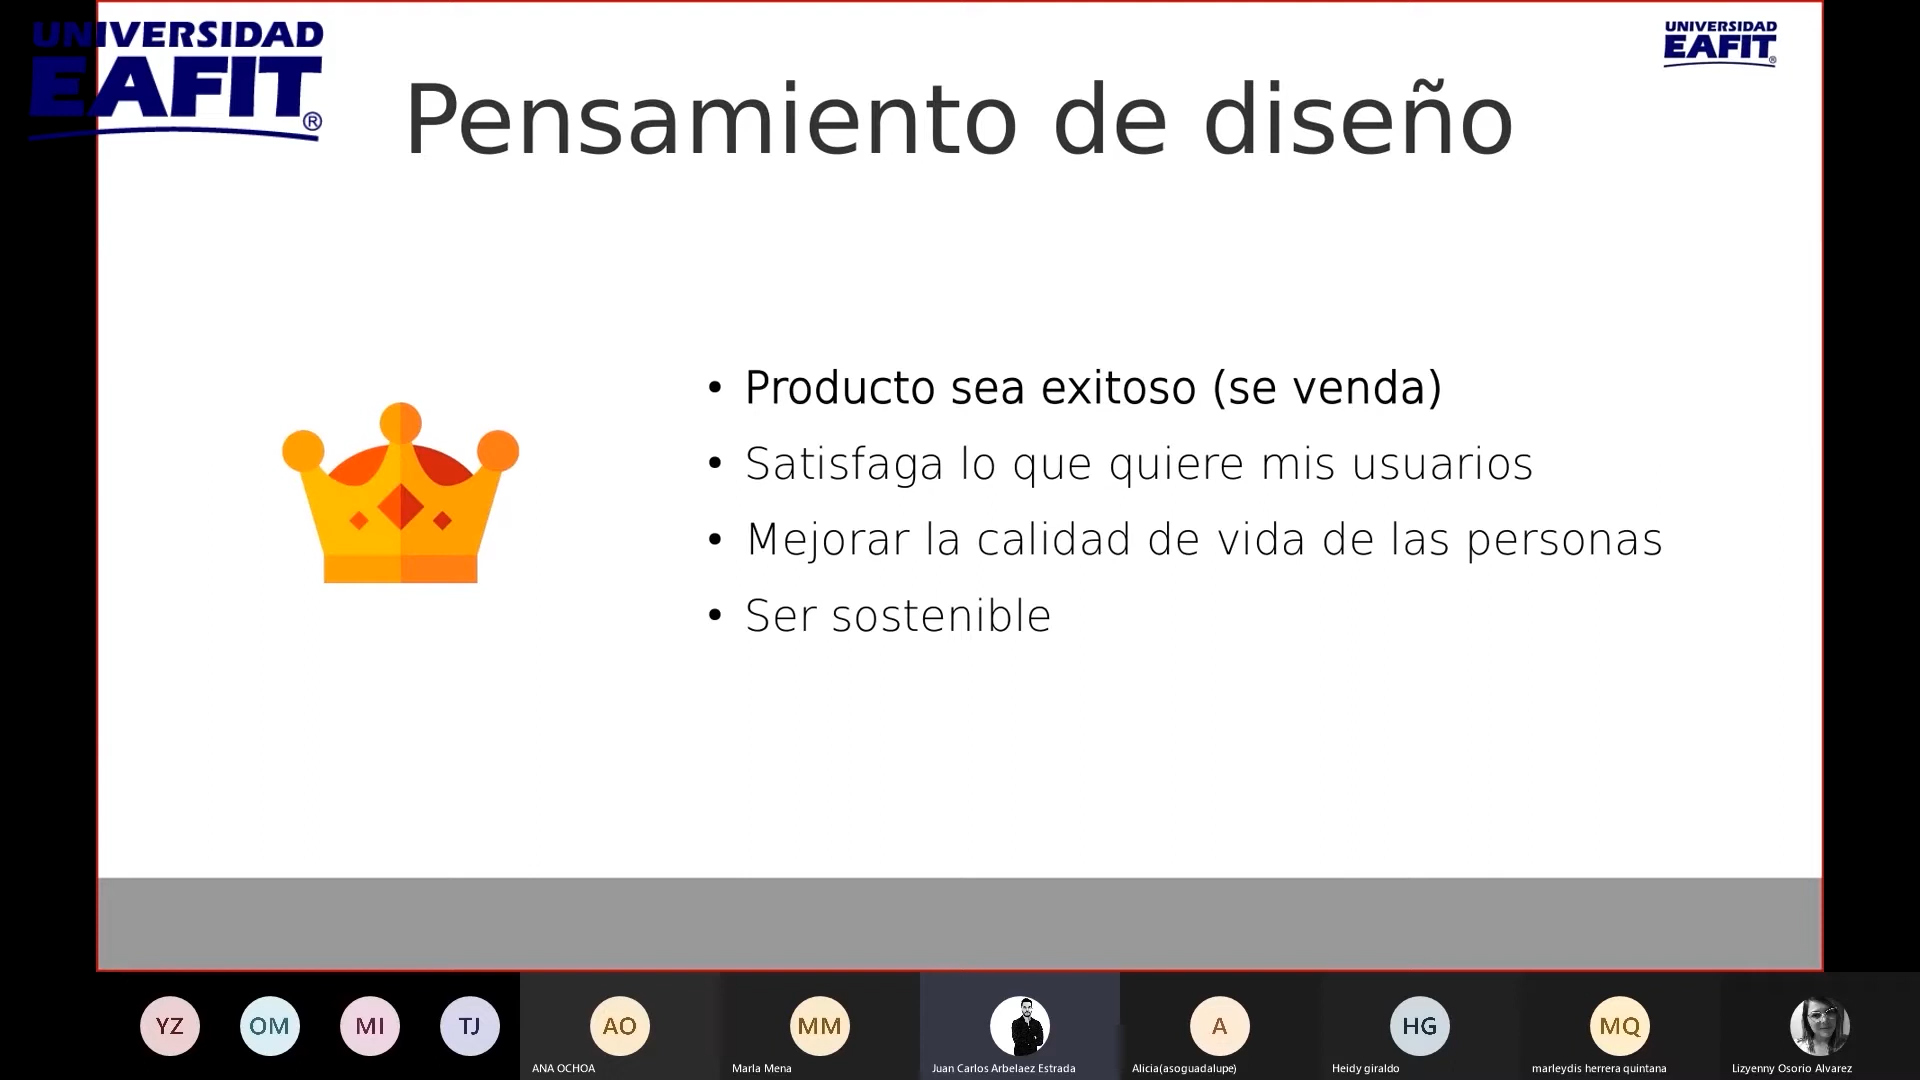 UNIVERSIDAD
EAFIT®
UNIVERSIDAD
EAFIT®
Pensamiento de diseño
• Producto sea exitoso (se venda)
• Satisfaga lo que quiere mis usuarios
• Mejorar la calidad de vida de las personas
• Ser sostenible
YZ
OM
MI
TJ
AO
MM
A
HG
MQ
ANA OCHOA
Marla Mena
Juan Carlos Arbelaez Estrada
Alicia(asoguadalupe)
Heidy giraldo
marleydis herrera quintana
Lizyenny Osorio Alvarez